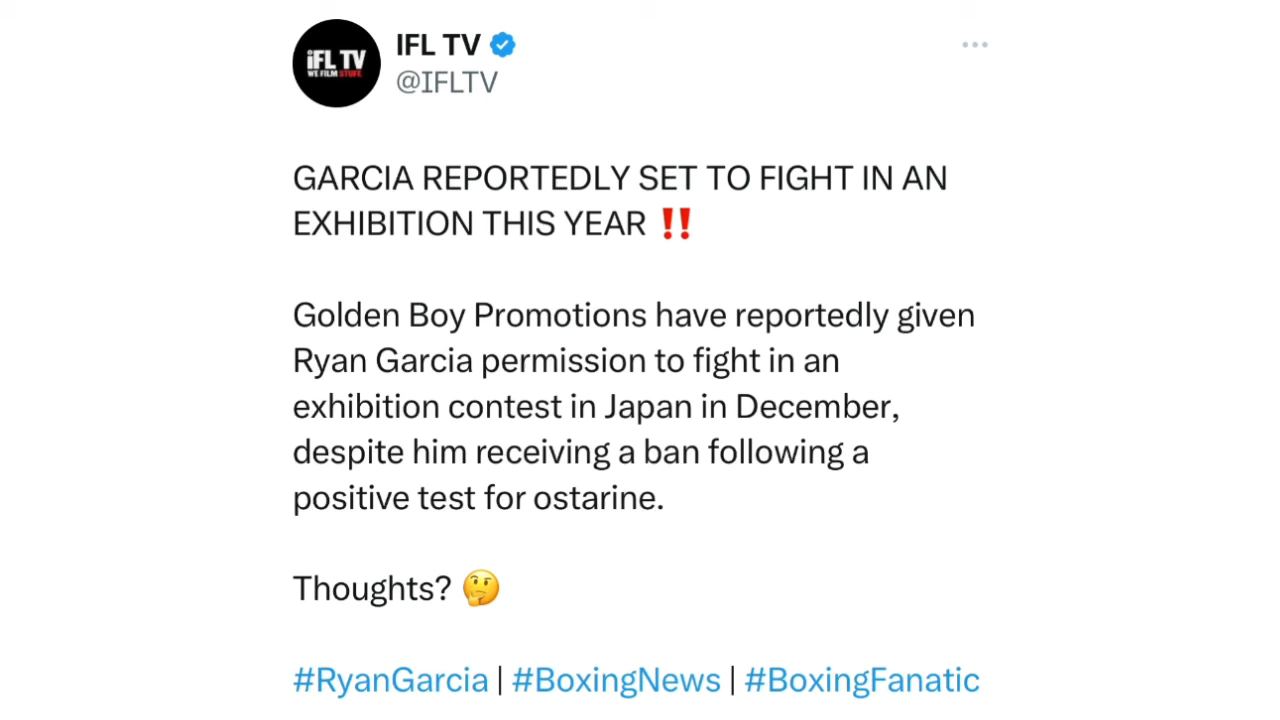 iFL TV
WE FILM STUFF
IFL TV
@IFLTV
GARCIA REPORTEDLY SET TO FIGHT IN AN
EXHIBITION THIS YEAR ‼️
Golden Boy Promotions have reportedly given
Ryan Garcia permission to fight in an
exhibition contest in Japan in December,
despite him receiving a ban following a
positive test for ostarine.
Thoughts? 🤔
#RyanGarcia | #BoxingNews | #BoxingFanatic